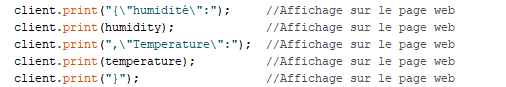 client.print("{\"humidité\":");     //Affichage sur le page web
client.print(humidity);             //Affichage sur le page web
client.print(",\"Temperature\":");  //Affichage sur le page web
client.print(temperature);          //Affichage sur le page web
client.print("}");                  //Affichage sur le page web